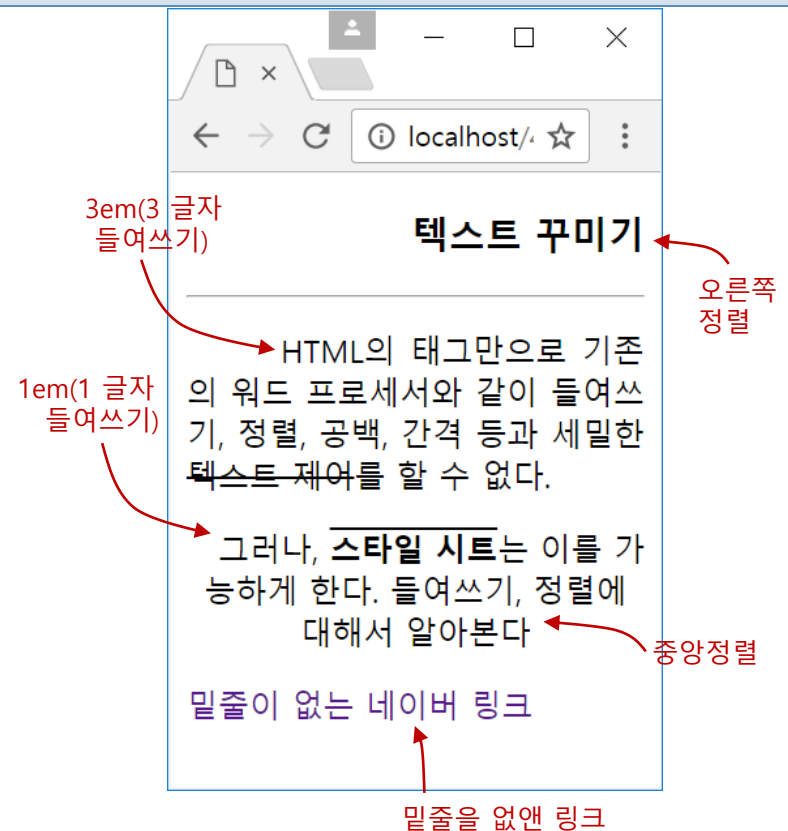 localhost/4
3em(3 글자
들여쓰기)
텍스트 꾸미기
오른쪽
정렬
HTML의 태그만으로 기존
의 워드 프로세서와 같이 들여쓰
기, 정렬, 공백, 간격 등과 세밀한
텍스트 제어를 할 수 없다.
1em(1 글자
들여쓰기)
그러나, 스타일 시트는 이를 가
능하게 한다. 들여쓰기, 정렬에
대해서 알아본다
중앙정렬
밑줄이 없는 네이버 링크
밑줄을 없앤 링크